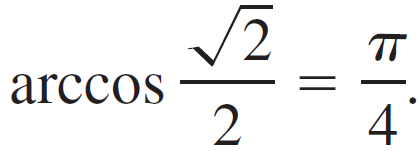 arccos √2/2 = π/4.